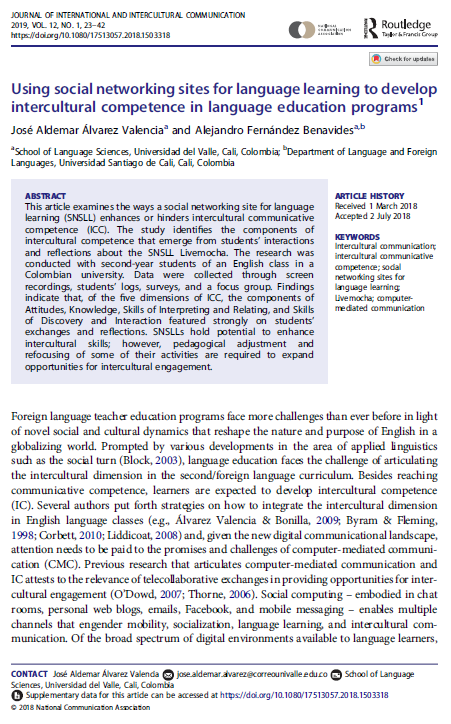 JOURNAL OF INTERNATIONAL AND INTERCULTURAL COMMUNICATION
2019, VOL. 12, NO. 1, 23–42
https://doi.org/10.1080/17513057.2018.1503318
Routledge
Taylor & Francis Group
Check for updates
Using social networking sites for language learning to develop
intercultural competence in language education programs¹
José Aldemar Álvarez Valenciaᵃ and Alejandro Fernández Benavidesᵃ,ᵇ
ᵃSchool of Language Sciences, Universidad del Valle, Cali, Colombia; ᵇDepartment of Language and Foreign
Languages, Universidad Santiago de Cali, Cali, Colombia
ABSTRACT
This article examines the ways a social networking site for language
learning (SNSLL) enhances or hinders intercultural communicative
competence (ICC). The study identifies the components of
intercultural competence that emerge from students' interactions
and reflections about the SNSLL Livemocha. The research was
conducted with second-year students of an English class in a
Colombian university. Data were collected through screen
recordings, students' logs, surveys, and a focus group. Findings
indicate that, of the five dimensions of ICC, the components of
Attitudes, Knowledge, Skills of Interpreting and Relating, and Skills
of Discovery and Interaction featured strongly on students'
exchanges and reflections. SNSLLs hold potential to enhance
intercultural skills; however, pedagogical adjustment and
refocusing of some of their activities are required to expand
opportunities for intercultural engagement.
ARTICLE HISTORY
Received 1 March 2018
Accepted 2 July 2018
KEYWORDS
Intercultural communication;
intercultural communicative
competence; social
networking sites for
language learning;
Livemocha; computer-
mediated communication
Foreign language teacher education programs face more challenges than ever before in light
of novel social and cultural dynamics that reshape the nature and purpose of English in a
globalizing world. Prompted by various developments in the area of applied linguistics
such as the social turn (Block, 2003), language education faces the challenge of articulating
the intercultural dimension in the second/foreign language curriculum. Besides reaching
communicative competence, learners are expected to develop intercultural competence
(IC). Several authors put forth strategies on how to integrate the intercultural dimension
in English language classes (e.g., Álvarez Valencia & Bonilla, 2009; Byram & Fleming,
1998; Corbett, 2010; Liddicoat, 2008) and, given the new digital communicational landscape,
attention needs to be paid to the promises and challenges of computer-mediated communi-
cation (CMC). Previous research that articulates computer-mediated communication and
IC attests to the relevance of telecollaborative exchanges in providing opportunities for inter-
cultural engagement (O'Dowd, 2007; Thorne, 2006). Social computing – embodied in chat
rooms, personal web blogs, emails, Facebook, and mobile messaging – enables multiple
channels that engender mobility, socialization, language learning, and intercultural com-
munication. Of the broad spectrum of digital environments available to language learners,
CONTACT José Aldemar Álvarez Valencia jose.aldemar.alvarez@correounivalle.edu.co School of Language
Sciences, Universidad del Valle, Cali, Colombia
Supplementary data for this article can be accessed at https://doi.org/10.1080/17513057.2018.1503318
© 2018 National Communication Association